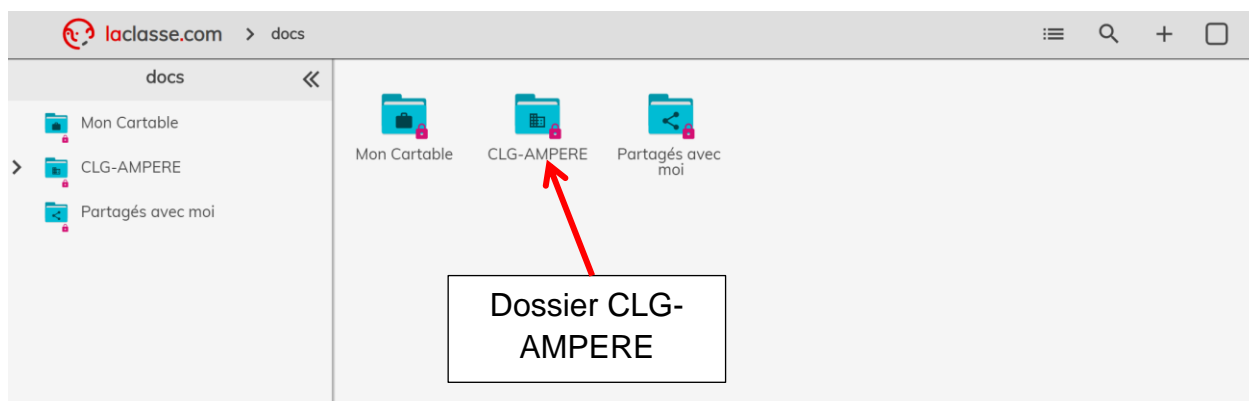 laclasse.com > docs
docs
Mon Cartable
CLG-AMPERE
Partagés avec moi
Mon Cartable
CLG-AMPERE
Partagés avec
moi
Dossier CLG-
AMPERE